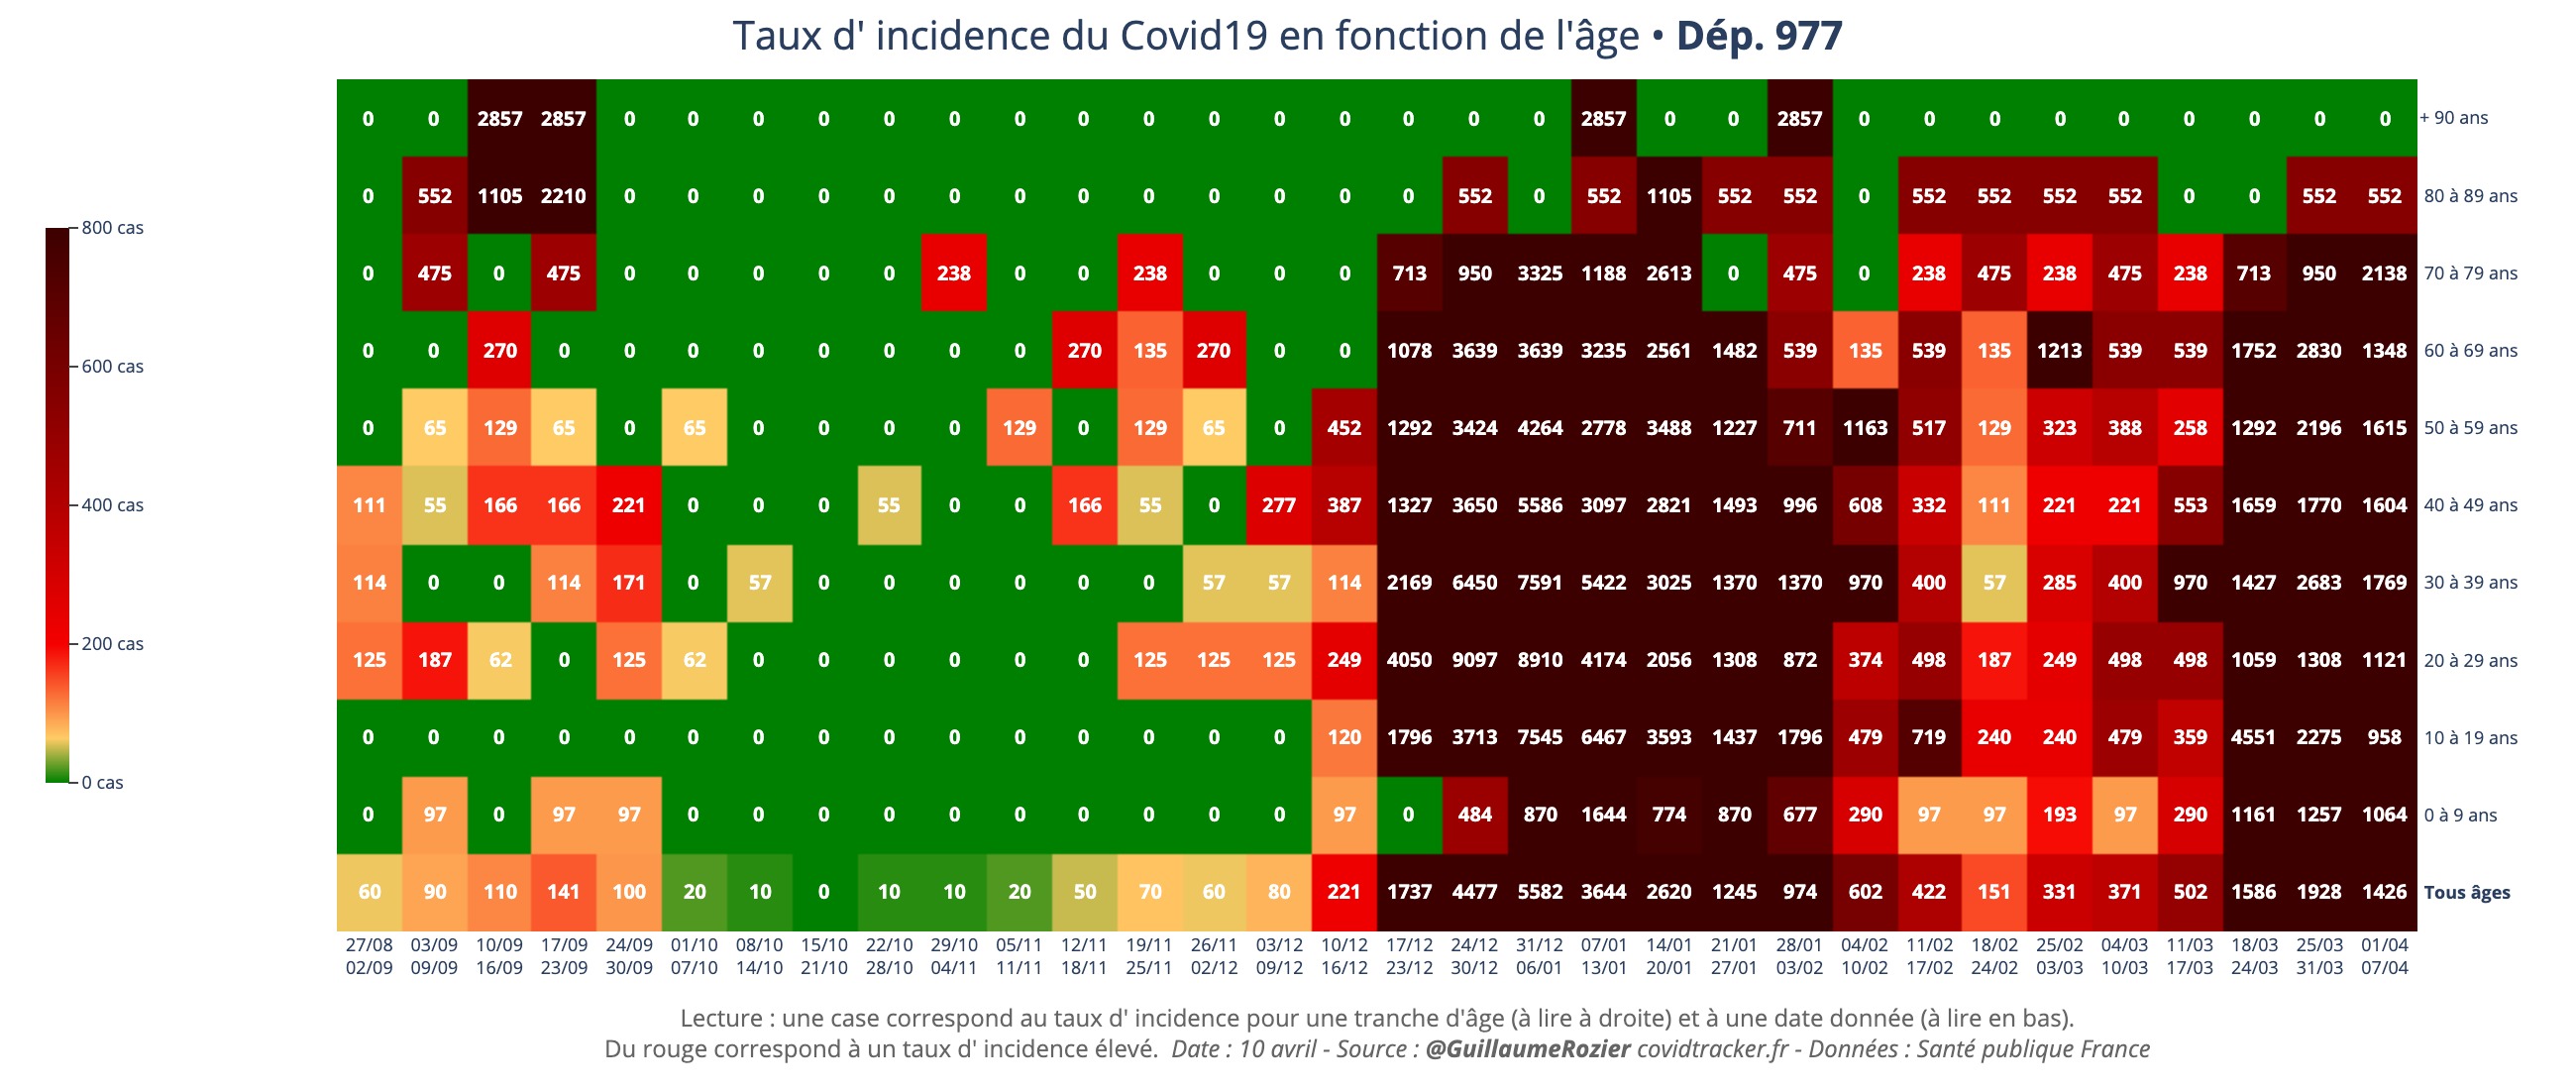 Taux d' incidence du Covid19 en fonction de l'âge • Dép. 977
800 cas
600 cas
400 cas
200 cas
0 cas
0 0 2857 2857 0 0 0 0 0 0 0 0 0 0 0 0 0 0 0 2857 0 0 2857 0 0 0 0 0 0 0 0 0 + 90 ans
0 552 1105 2210 0 0 0 0 0 0 0 0 0 0 0 0 0 552 0 552 1105 552 552 0 552 552 552 552 0 0 552 552 80 à 89 ans
0 475 0 475 0 0 0 0 0 238 0 0 238 0 0 0 713 950 3325 1188 2613 0 475 0 238 475 238 475 238 713 950 2138 70 à 79 ans
0 0 270 0 0 0 0 0 0 0 0 270 135 270 0 0 1078 3639 3639 3235 2561 1482 539 135 539 135 1213 539 539 1752 2830 1348 60 à 69 ans
0 65 129 65 0 65 0 0 0 0 129 0 129 65 0 452 1292 3424 4264 2778 3488 1227 711 1163 517 129 323 388 258 1292 2196 1615 50 à 59 ans
111 55 166 166 221 0 0 0 55 0 0 166 55 0 277 387 1327 3650 5586 3097 2821 1493 996 608 332 111 221 221 553 1659 1770 1604 40 à 49 ans
114 0 0 114 171 0 57 0 0 0 0 0 0 57 57 114 2169 6450 7591 5422 3025 1370 1370 970 400 57 285 400 970 1427 2683 1769 30 à 39 ans
125 187 62 0 125 62 0 0 0 0 0 0 125 125 125 249 4050 9097 8910 4174 2056 1308 872 374 498 187 249 498 498 1059 1308 1121 20 à 29 ans
0 0 0 0 0 0 0 0 0 0 0 0 0 0 0 120 1796 3713 7545 6467 3593 1437 1796 479 719 240 240 479 359 4551 2275 958 10 à 19 ans
0 97 0 97 97 0 0 0 0 0 0 0 0 0 0 97 0 484 870 1644 774 870 677 290 97 97 193 97 290 1161 1257 1064 0 à 9 ans
60 90 110 141 100 20 10 0 10 10 20 50 70 60 80 221 1737 4477 5582 3644 2620 1245 974 602 422 151 331 371 502 1586 1928 1426 Tous âges
27/08 03/09 10/09 17/09 24/09 01/10 08/10 15/10 22/10 29/10 05/11 12/11 19/11 26/11 03/12 10/12 17/12 24/12 31/12 07/01 14/01 21/01 28/01 04/02 11/02 18/02 25/02 04/03 11/03 18/03 25/03 01/04
02/09 09/09 16/09 23/09 30/09 07/10 14/10 21/10 28/10 04/11 11/11 18/11 25/11 02/12 09/12 16/12 23/12 30/12 06/01 13/01 20/01 27/01 03/02 10/02 17/02 24/02 03/03 10/03 17/03 24/03 31/03 07/04
Lecture : une case correspond au taux d' incidence pour une tranche d'âge (à lire à droite) et à une date donnée (à lire en bas).
Du rouge correspond à un taux d' incidence élevé. Date : 10 avril - Source : @GuillaumeRozier covidtracker.fr - Données : Santé publique France